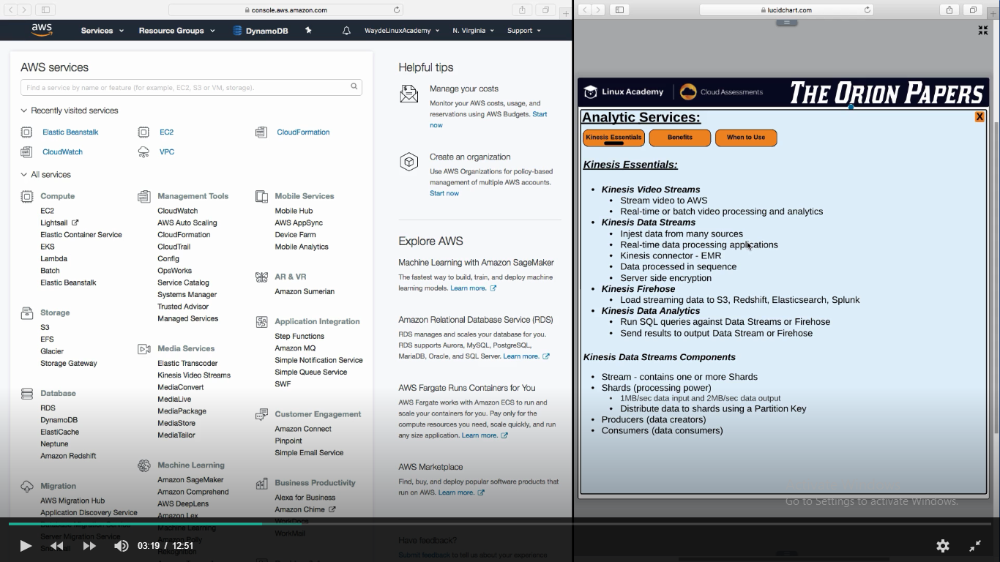 console.aws.amazon.com
lucidchart.com
aws
Services
Resource Groups
DynamoDB
WaydeLinuxAcademy
N. Virginia
Support
AWS services
Find a service by name or feature (for example, EC2, S3 or VM, storage).
Recently visited services
Elastic Beanstalk
EC2
CloudFormation
CloudWatch
VPC
All services
Compute
EC2
Lightsail
Elastic Container Service
EKS
Lambda
Batch
Elastic Beanstalk
Storage
S3
EFS
Glacier
Storage Gateway
Database
RDS
DynamoDB
ElastiCache
Neptune
Amazon Redshift
Migration
AWS Migration Hub
Application Discovery Service
Database Migration Service
Server Migration Service
Management Tools
CloudWatch
AWS Auto Scaling
CloudFormation
CloudTrail
Config
OpsWorks
Service Catalog
Systems Manager
Trusted Advisor
Managed Services
Media Services
Elastic Transcoder
Kinesis Video Streams
MediaConvert
MediaLive
MediaPackage
MediaStore
MediaTailor
Machine Learning
Amazon SageMaker
Amazon Comprehend
AWS DeepLens
Amazon Lex
Machine Learning
Amazon Polly
Rekognition
Mobile Services
Mobile Hub
AWS AppSync
Device Farm
Mobile Analytics
AR & VR
Amazon Sumerian
Application Integration
Step Functions
Amazon MQ
Simple Notification Service
Simple Queue Service
SWF
Customer Engagement
Amazon Connect
Pinpoint
Simple Email Service
Business Productivity
Alexa for Business
Amazon Chime
WorkDocs
WorkMail
Helpful tips
Manage your costs
Monitor your AWS costs, usage, and
reservations using AWS Budgets. Start
now
Create an organization
Use AWS Organizations for policy-based
management of multiple AWS accounts.
Start now
Explore AWS
Machine Learning with Amazon SageMaker
The fastest way to build, train, and deploy machine
learning models. Learn more.
Amazon Relational Database Service (RDS)
RDS manages and scales your database for you.
RDS supports Aurora, MySQL, PostgreSQL,
MariaDB, Oracle, and SQL Server. Learn more.
AWS Fargate Runs Containers for You
AWS Fargate works with Amazon ECS to run and
scale your containers for you. Pay only for the
compute resources you need, scale quickly, and run
any size application. Learn more.
AWS Marketplace
Find, buy, and deploy popular software products that
run on AWS. Learn more.
Have feedback?
Submit feedback to tell us about your experience
Linux Academy
Cloud Assessments
THE ORION PAPERS
Analytic Services:
X
Kinesis Essentials
Benefits
When to Use
Kinesis Essentials:
• Kinesis Video Streams
• Stream video to AWS
• Real-time or batch video processing and analytics
• Kinesis Data Streams
• Injest data from many sources
• Real-time data processing applications
• Kinesis connector - EMR
• Data processed in sequence
• Server side encryption
• Kinesis Firehose
• Load streaming data to S3, Redshift, Elasticsearch, Splunk
• Kinesis Data Analytics
• Run SQL queries against Data Streams or Firehose
• Send results to output Data Stream or Firehose
Kinesis Data Streams Components
• Stream - contains one or more Shards
• Shards (processing power)
• 1MB/sec data input and 2MB/sec data output
• Distribute data to shards using a Partition Key
• Producers (data creators)
• Consumers (data consumers)
Go to Settings to activate Windows.
03:19 / 12:51